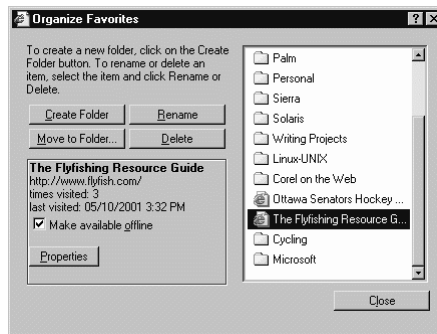 Organize Favorites
To create a new folder, click on the Create
Folder button. To rename or delete an
item, select the item and click Rename or
Delete.
Create Folder
Rename
Move to Folder...
Delete
The Flyfishing Resource Guide
http://www.flyfish.com/
times visited: 3
last visited: 05/10/2001 3:32 PM
Make available offline
Properties
Palm
Personal
Sierra
Solaris
Writing Projects
Linux-UNIX
Corel on the Web
Ottawa Senators Hockey ...
The Flyfishing Resource G...
Cycling
Microsoft
Close